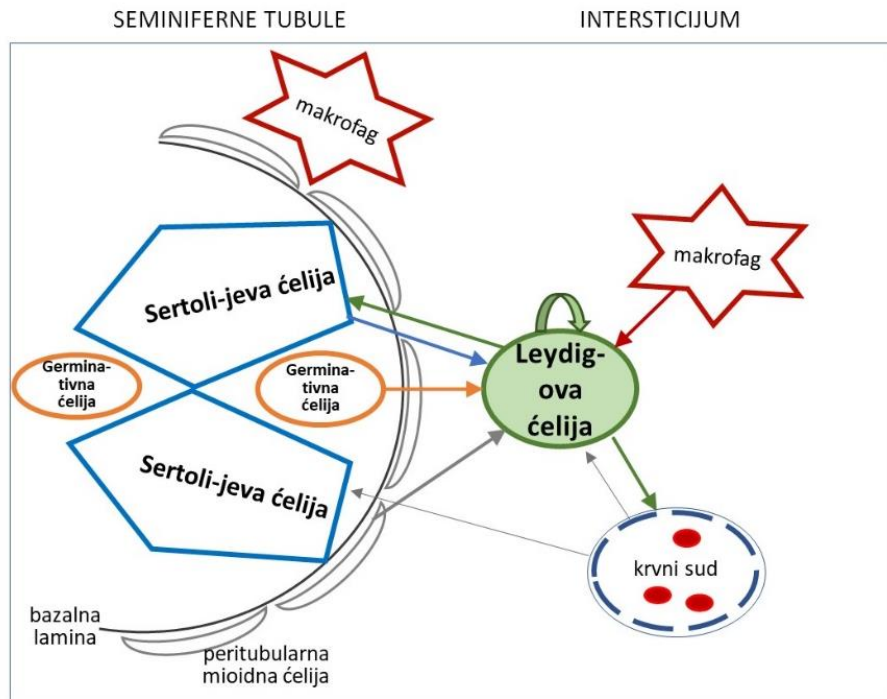 SEMINIFERNE TUBULE
INTERSTICIJUM
makrofag
makrofag
Sertoli-jeva ćelija
Germina-
tivna
ćelija
Germina-
tivna
ćelija
Leydig-
ova
ćelija
Sertoli-jeva ćelija
krvni sud
bazalna
lamina
peritubularna
mioidna ćelija